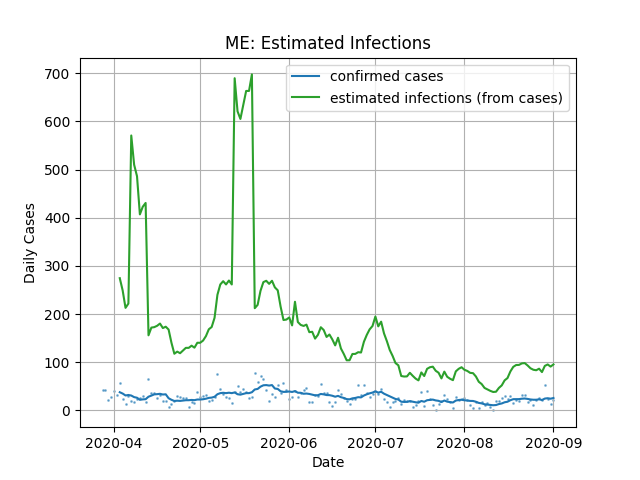 ME: Estimated Infections
confirmed cases
estimated infections (from cases)
700
600
500
400
300
200
100
0
Daily Cases
2020-04 2020-05 2020-06 2020-07 2020-08 2020-09
Date